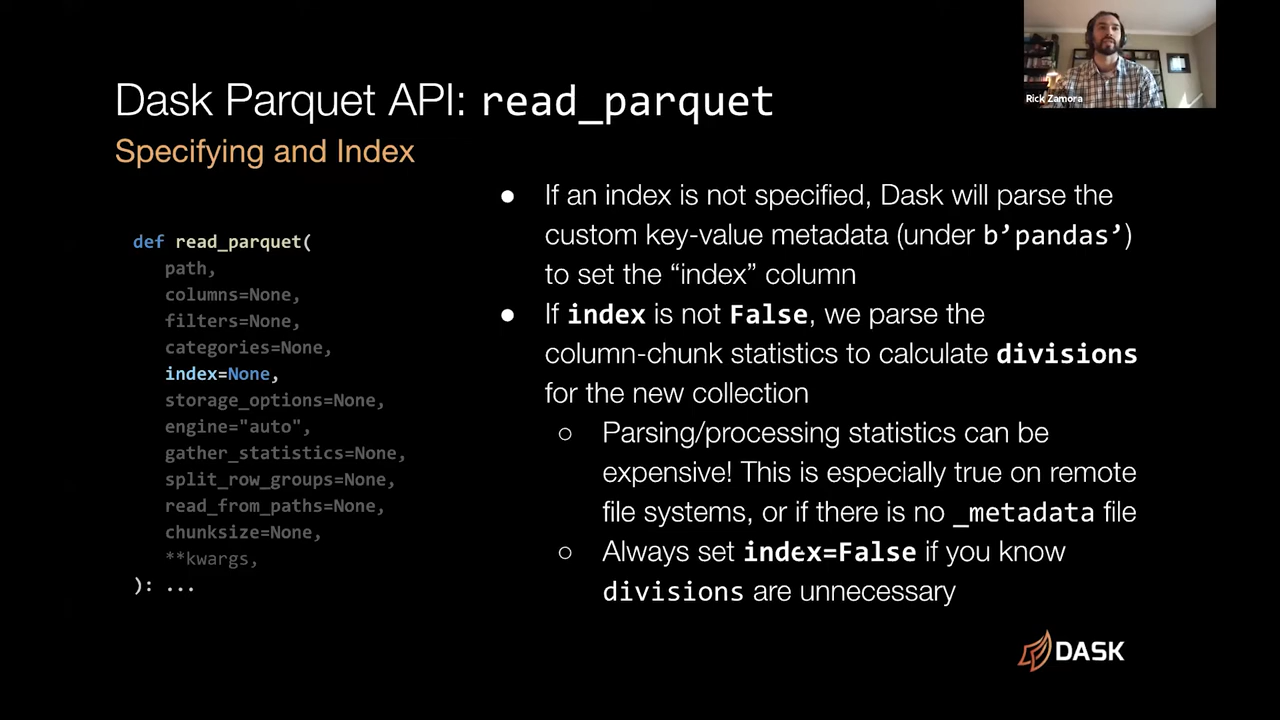 Rick Zamora
Dask Parquet API: read_parquet
Specifying and Index
def read_parquet(
path,
columns=None,
filters=None,
categories=None,
index=None,
storage_options=None,
engine="auto",
gather_statistics=None,
split_row_groups=None,
read_from_paths=None,
chunksize=None,
**kwargs,
): ...
● If an index is not specified, Dask will parse the
custom key-value metadata (under b’pandas’)
to set the “index” column
● If index is not False, we parse the
column-chunk statistics to calculate divisions
for the new collection
○ Parsing/processing statistics can be
expensive! This is especially true on remote
file systems, or if there is no _metadata file
○ Always set index=False if you know
divisions are unnecessary
DASK